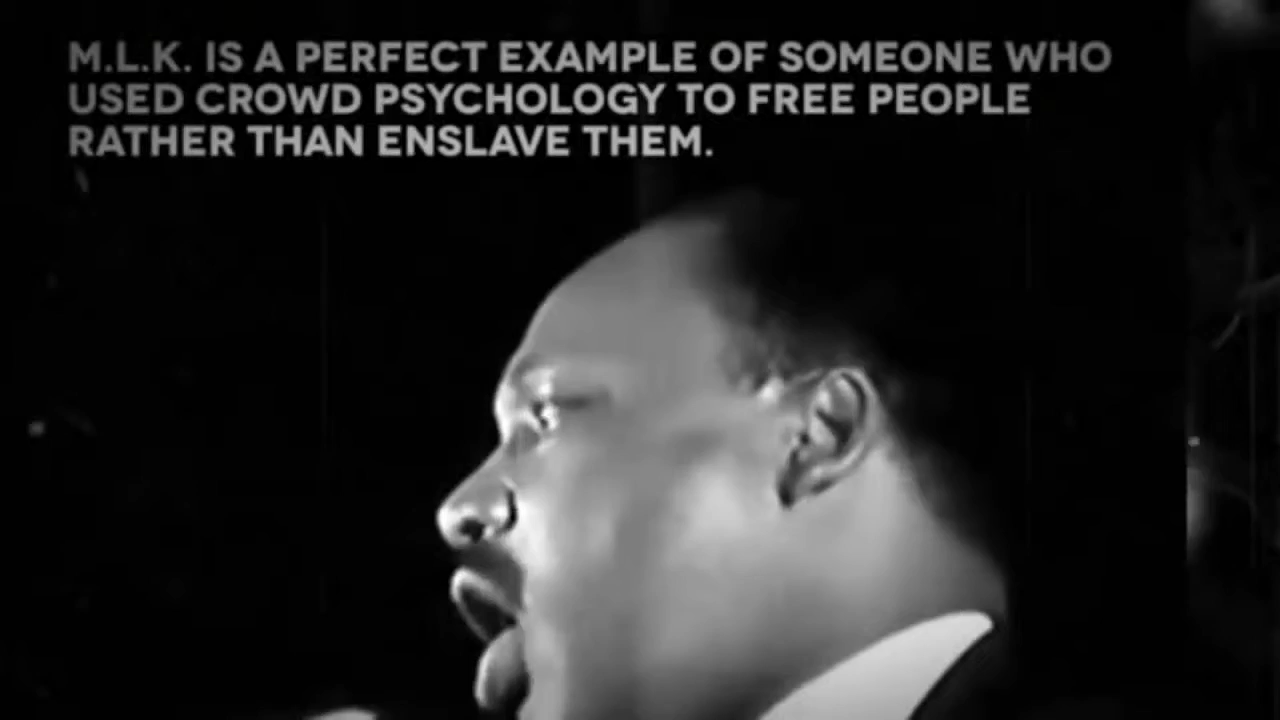 M.L.K. IS A PERFECT EXAMPLE OF SOMEONE WHO
USED CROWD PSYCHOLOGY TO FREE PEOPLE
RATHER THAN ENSLAVE THEM.